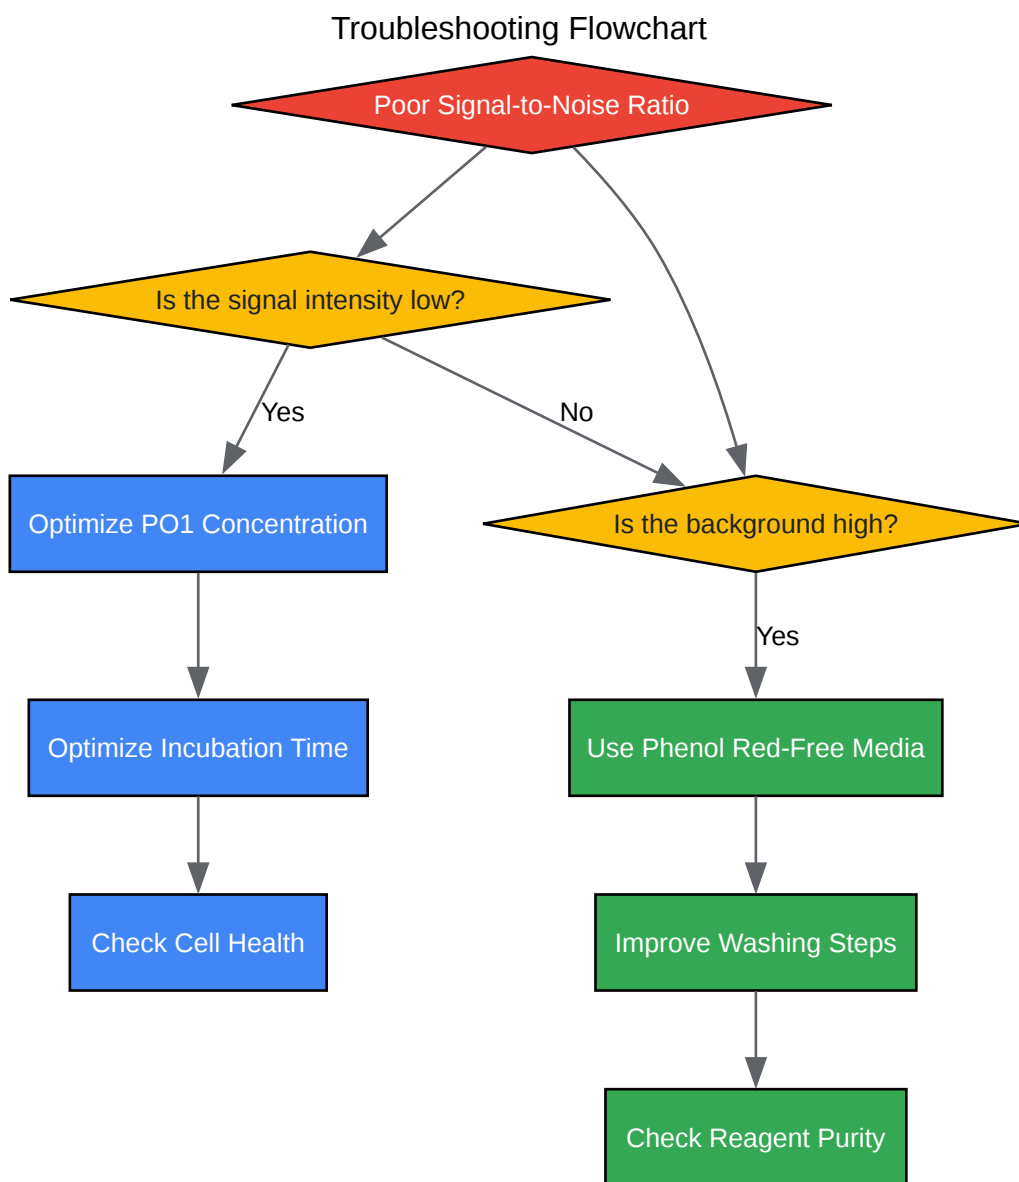 Troubleshooting Flowchart
Poor Signal-to-Noise Ratio
Is the signal intensity low?
Yes
No
Optimize PO1 Concentration
Is the background high?
Yes
Optimize Incubation Time
Use Phenol Red-Free Media
Check Cell Health
Improve Washing Steps
Check Reagent Purity